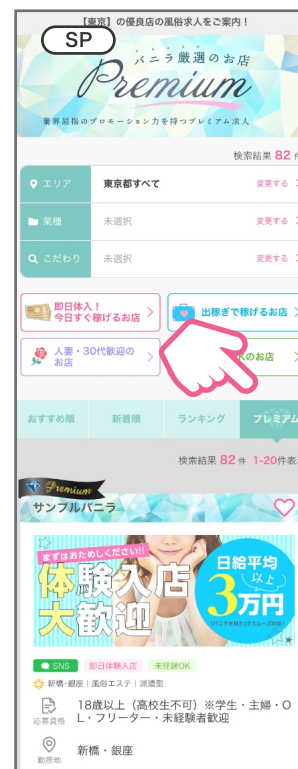 【東京】の優良店の風俗求人をご案内！
SP
バニラ厳選のお店
Premium
業界屈指のプロモーション力を持つプレミアム求人
検索結果 82 件
エリア 東京都すべて 変更する
業種 未選択 変更する
こだわり 未選択 変更する
即日体入！
今日すぐ稼げるお店
出稼ぎで稼げるお店
人妻・30代歓迎の
お店
Kのお店
おすすめ順 新着順 ランキング プレミアム
検索結果 82 件 1-20件表
Premium
サンプルバニラ
まずはおためしください!!
体験入店
大歓迎
日給平均
以上
3万円
SNS 即日体験入店 未経験OK
新橋・銀座｜風俗エステ｜派遣型
応募資格 18歳以上（高校生不可）※学生・主婦・O
L・フリーター・未経験者歓迎
勤務地 新橋・銀座